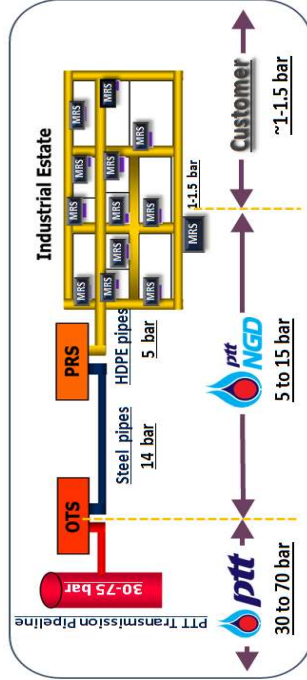 Industrial Estate
MRS
MRS
MRS
MRS
MRS
MRS
MRS
MRS
MRS
MRS
MRS
MRS
MRS
1-1.5 bar
OTS
PRS
PTT Transmission Pipeline
30-75 bar
Steel pipes
14 bar
HDPE pipes
5 bar
ptt
30 to 70 bar
ptt
NGD
5 to 15 bar
Customer
~1-1.5 bar